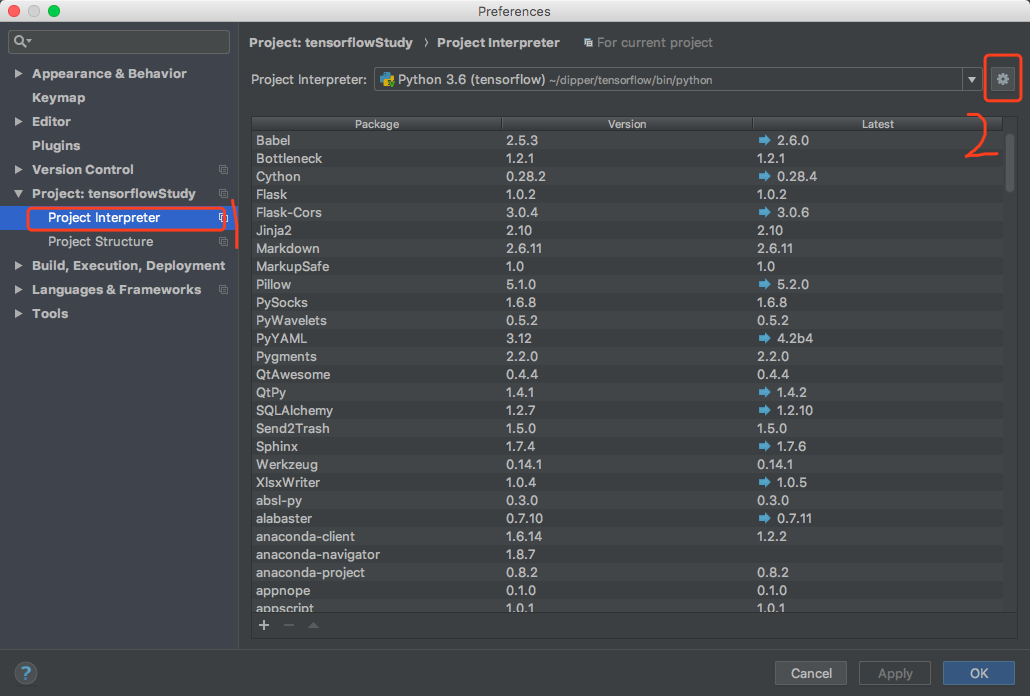 Preferences
Project: tensorflowStudy › Project Interpreter For current project
Appearance & Behavior
Keymap
Editor
Plugins
Version Control
Project: tensorflowStudy
Project Interpreter
Project Structure
Build, Execution, Deployment
Languages & Frameworks
Tools
1
Project Interpreter: Python 3.6 (tensorflow) ~/dipper/tensorflow/bin/python
2
Package Version Latest
Babel 2.5.3 2.6.0
Bottleneck 1.2.1 1.2.1
Cython 0.28.2 0.28.4
Flask 1.0.2 1.0.2
Flask-Cors 3.0.4 3.0.6
Jinja2 2.10 2.10
Markdown 2.6.11 2.6.11
MarkupSafe 1.0 1.0
Pillow 5.1.0 5.2.0
PySocks 1.6.8 1.6.8
PyWavelets 0.5.2 0.5.2
PyYAML 3.12 4.2b4
Pygments 2.2.0 2.2.0
QtAwesome 0.4.4 0.4.4
QtPy 1.4.1 1.4.2
SQLAlchemy 1.2.7 1.2.10
Send2Trash 1.5.0 1.5.0
Sphinx 1.7.4 1.7.6
Werkzeug 0.14.1 0.14.1
XlsxWriter 1.0.4 1.0.5
absl-py 0.3.0 0.3.0
alabaster 0.7.10 0.7.11
anaconda-client 1.6.14 1.2.2
anaconda-navigator 1.8.7
anaconda-project 0.8.2 0.8.2
appnope 0.1.0 0.1.0
appscript 1.0.1 1.0.1
? Cancel Apply OK